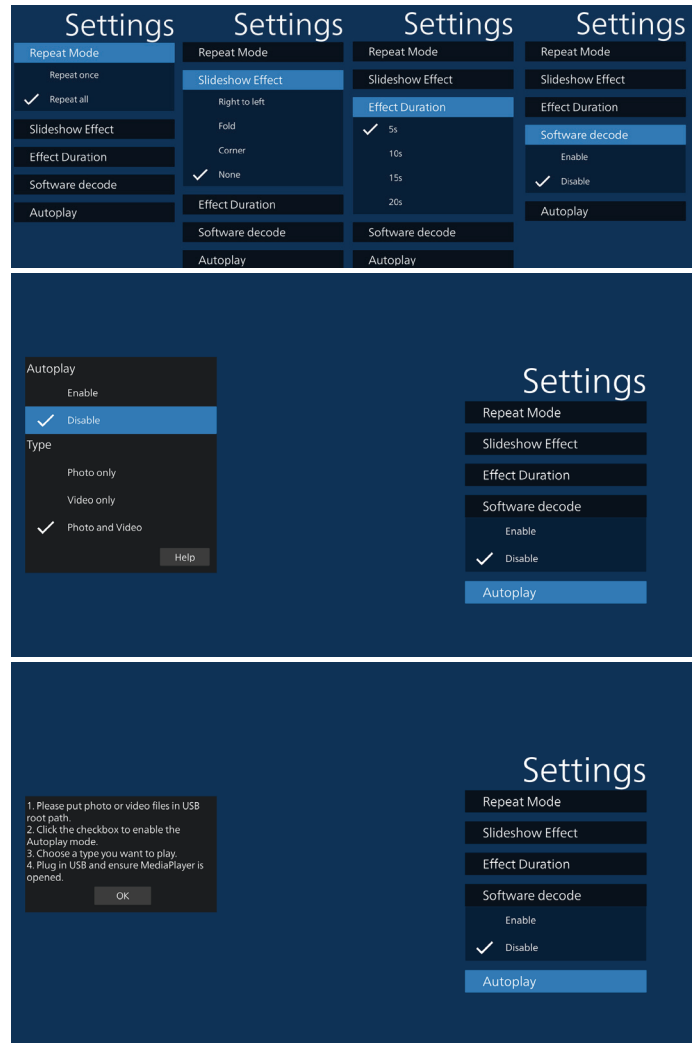 Settings
Repeat Mode
Repeat once
Repeat all
Slideshow Effect
Effect Duration
Software decode
Autoplay
Settings
Repeat Mode
Slideshow Effect
Right to left
Fold
Corner
None
Effect Duration
Software decode
Autoplay
Settings
Repeat Mode
Slideshow Effect
Effect Duration
5s
10s
15s
20s
Software decode
Autoplay
Settings
Repeat Mode
Slideshow Effect
Effect Duration
Software decode
Enable
Disable
Autoplay
Autoplay
Enable
Disable
Type
Photo only
Video only
Photo and Video
Help
Settings
Repeat Mode
Slideshow Effect
Effect Duration
Software decode
Enable
Disable
Autoplay
1. Please put photo or video files in USB
root path.
2. Click the checkbox to enable the
Autoplay mode.
3. Choose a type you want to play.
4. Plug in USB and ensure MediaPlayer is
opened.
OK
Settings
Repeat Mode
Slideshow Effect
Effect Duration
Software decode
Enable
Disable
Autoplay